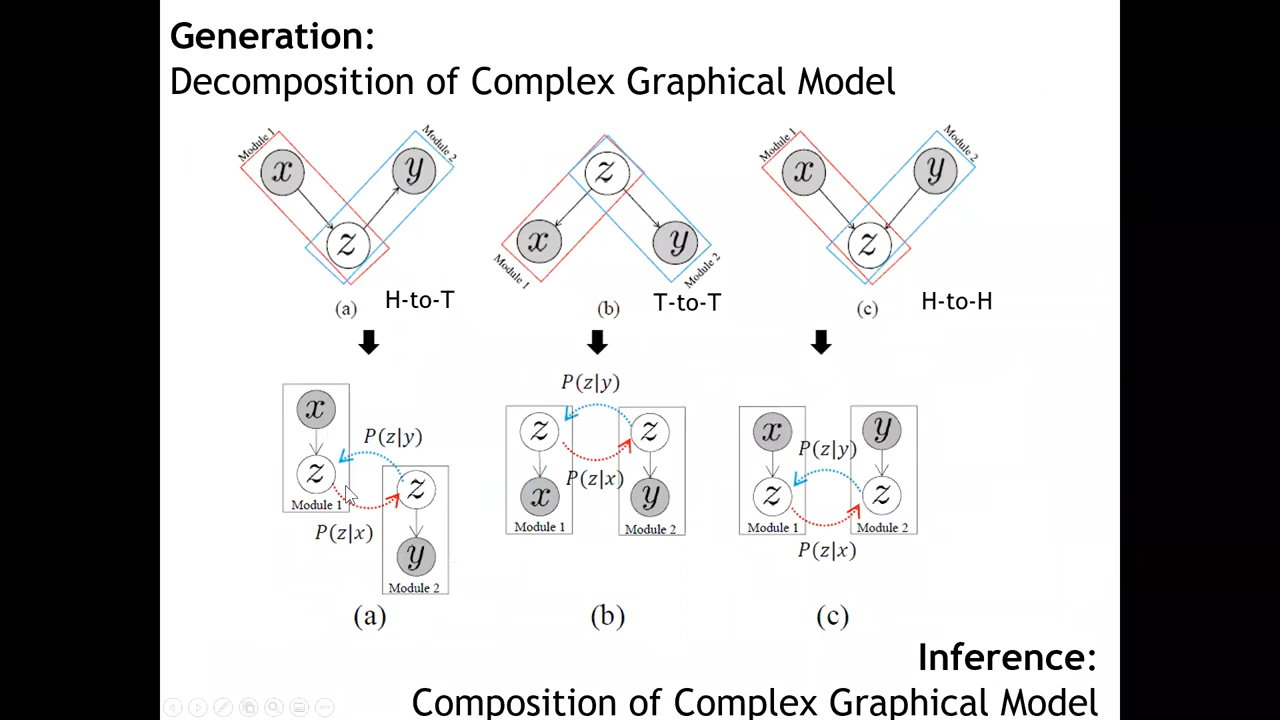 Generation:
Decomposition of Complex Graphical Model
Module 1
x
y
Module 2
z
(a)
H-to-T
z
x
y
Module 1
Module 2
(b)
T-to-T
Module 1
x
y
Module 2
z
(c)
H-to-H
x
z
Module 1
P(z|y)
P(z|x)
z
y
Module 2
(a)
P(z|y)
z
z
P(z|x)
x
y
Module 1
Module 2
(b)
x
y
P(z|y)
z
z
Module 1
Module 2
P(z|x)
(c)
Inference:
Composition of Complex Graphical Model